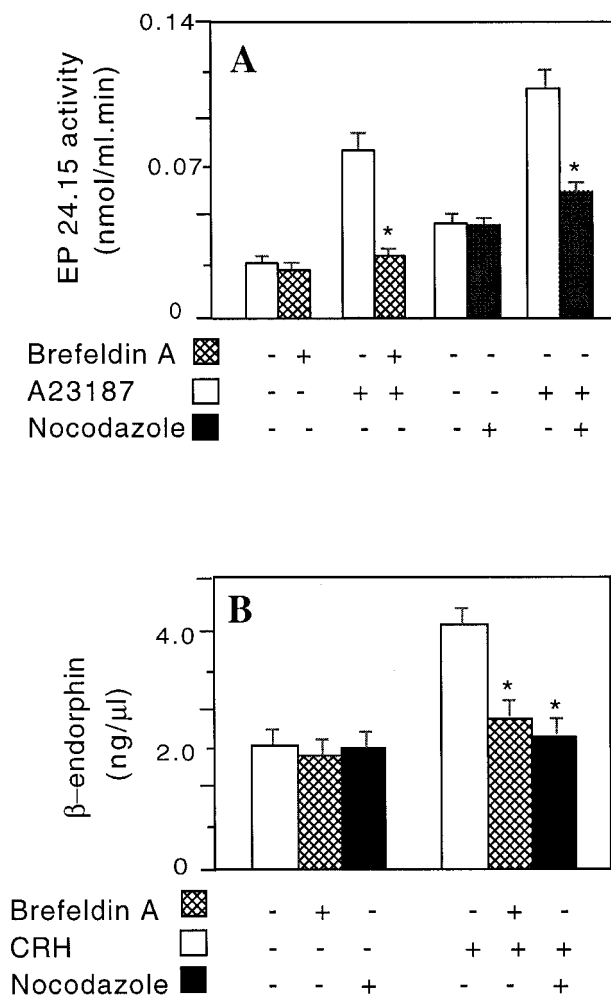 0.14
A
EP 24.15 activity
(nmol/ml.min)
0.07
*
*
0
Brefeldin A - + - + - - - -
A23187 - - + + - - + +
Nocodazole - - - - - + - +
B
4.0
β-endorphin
(ng/µl)
*
*
2.0
0
Brefeldin A - + - - + -
CRH - - - + + +
Nocodazole - - + - - +